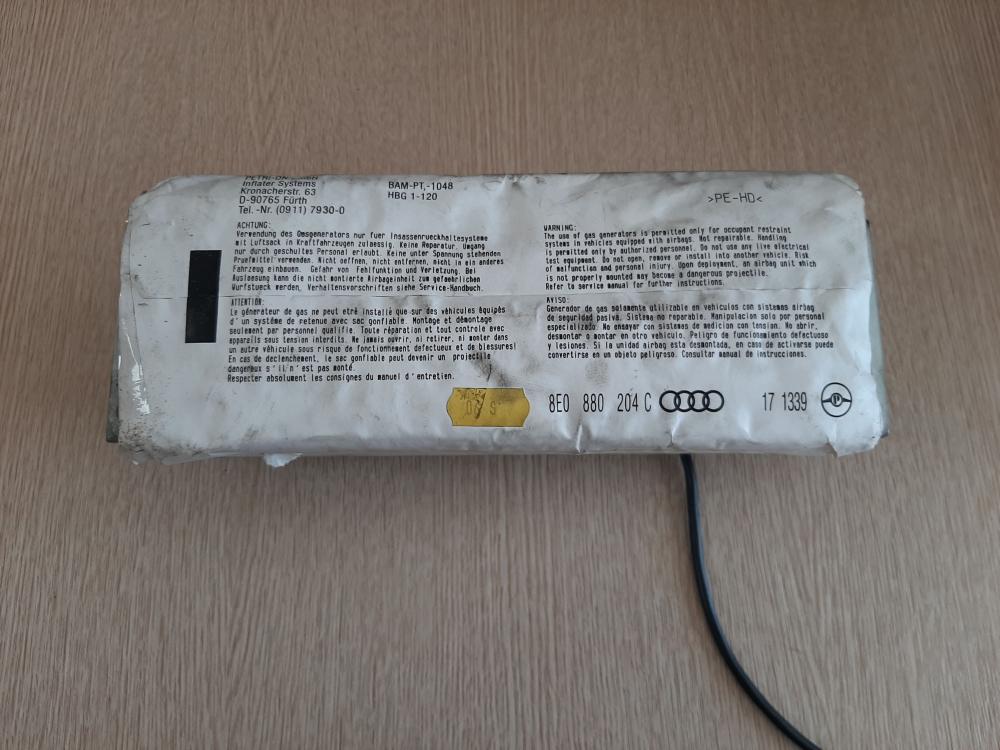 PETRI-DN GmbH
Inflater Systems
Kronacherstr. 63
D-90765 Fürth
Tel.-Nr. (0911) 7930-0
BAM-PT,-1048
HBG 1-120
>PE-HD<
ACHTUNG:
Verwendung des Gasgenerators nur fuer Insassenrueckhaltesysteme
mit Luftsack in Kraftfahrzeugen zulaessig. Keine Reparatur. Umgang
nur durch geschultes Personal erlaubt. Keine unter Spannung stehenden
Pruefmittel verwenden. Nicht oeffnen, nicht entfernen, nicht in ein anderes
Fahrzeug einbauen. Gefahr von Fehlfunktion und Verletzung. Bei
Ausloesung kann die nicht montierte Airbageinheit zum gefaehrlichen
Wurfstueck werden. Verhaltensvorschriften siehe Service-Handbuch.
WARNING:
The use of gas generators is permitted only for occupant restraint
systems in vehicles equipped with airbags. Not repairable. Handling
is permitted only by authorized personnel. Do not use any live electrical
test equipment. Do not open, remove or install into another vehicle. Risk
of malfunction and personal injury. Upon deployment, an airbag unit which
is not properly mounted may become a dangerous projectile.
Refer to service manual for further instructions.
ATTENTION:
Le générateur de gas ne peut etré installé que sur des véhicules équipés
d'un systéme de retenue avec sac gonflable. Montage et démontage
seulement par personnel qualifié. Toute réparation et tout controle avec
appareils sous tension interdits. Ne jamais ouvrir, ni retirer, ni monter dans
un autre véhicule sous risque de fonctionnement defectueux et de blessures!
En cas de declenchement, le sac gonflable peut devenir un projectile
dangereux s'il n'est pas monté.
Respecter absolument les consignes du manuel d'entretien.
AVISO:
Generador de gas solamente utilizable en vehiculos con sistemas airbag
de seguridad pasiva. Sistema no reparable. Manipulacion solo por personal
especializado. No ensayar con sistemas de medicion con tension. No abrir,
desmontar o montar en otro vehiculo. Peligro de funcionamiento defectuoso
y lesiones. Si la unidad airbag esta desmontada, en caso de activarse puede
convertirse en un objeto peligroso. Consultar manual de instrucciones.
8E0 880 204 C
17 1339